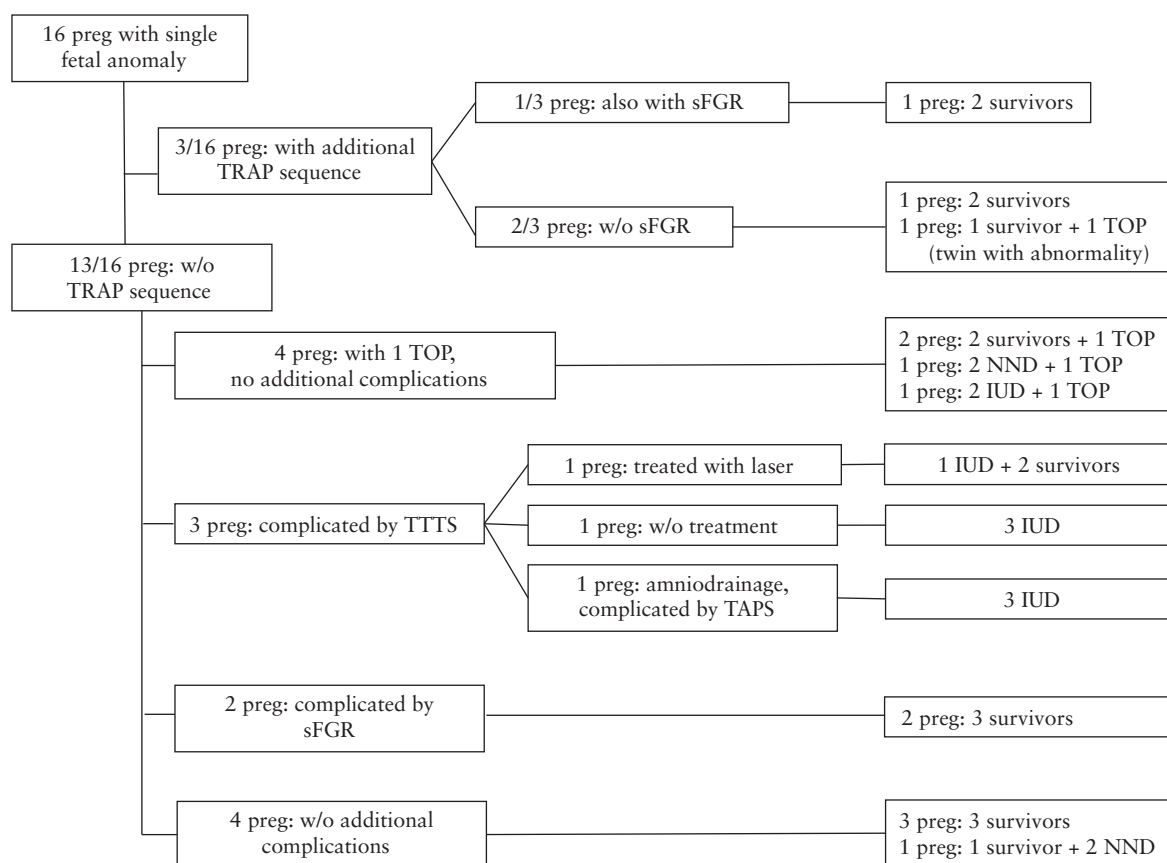 16 preg with single
fetal anomaly
1/3 preg: also with sFGR
1 preg: 2 survivors
3/16 preg: with additional
TRAP sequence
2/3 preg: w/o sFGR
1 preg: 2 survivors
1 preg: 1 survivor + 1 TOP
(twin with abnormality)
13/16 preg: w/o
TRAP sequence
4 preg: with 1 TOP,
no additional complications
2 preg: 2 survivors + 1 TOP
1 preg: 2 NND + 1 TOP
1 preg: 2 IUD + 1 TOP
3 preg: complicated by TTTS
1 preg: treated with laser
1 IUD + 2 survivors
1 preg: w/o treatment
3 IUD
1 preg: amniodrainage,
complicated by TAPS
3 IUD
2 preg: complicated by
sFGR
2 preg: 3 survivors
4 preg: w/o additional
complications
3 preg: 3 survivors
1 preg: 1 survivor + 2 NND